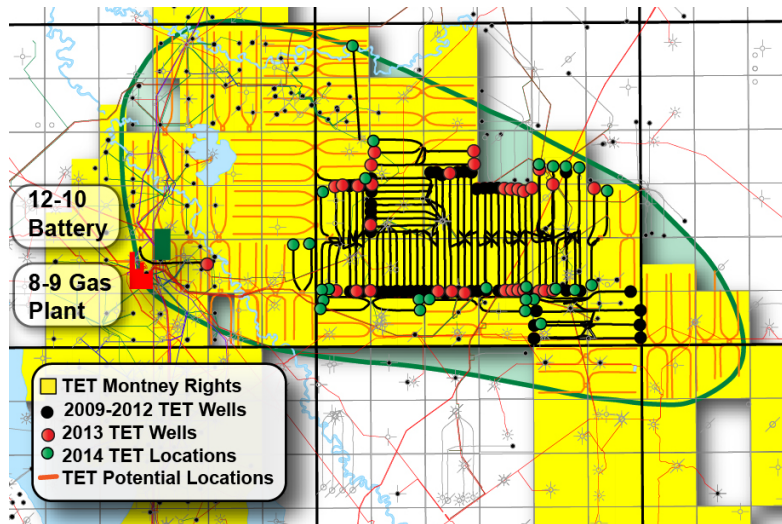 12-10
Battery
8-9 Gas
Plant
TET Montney Rights
2009-2012 TET Wells
2013 TET Wells
2014 TET Locations
TET Potential Locations